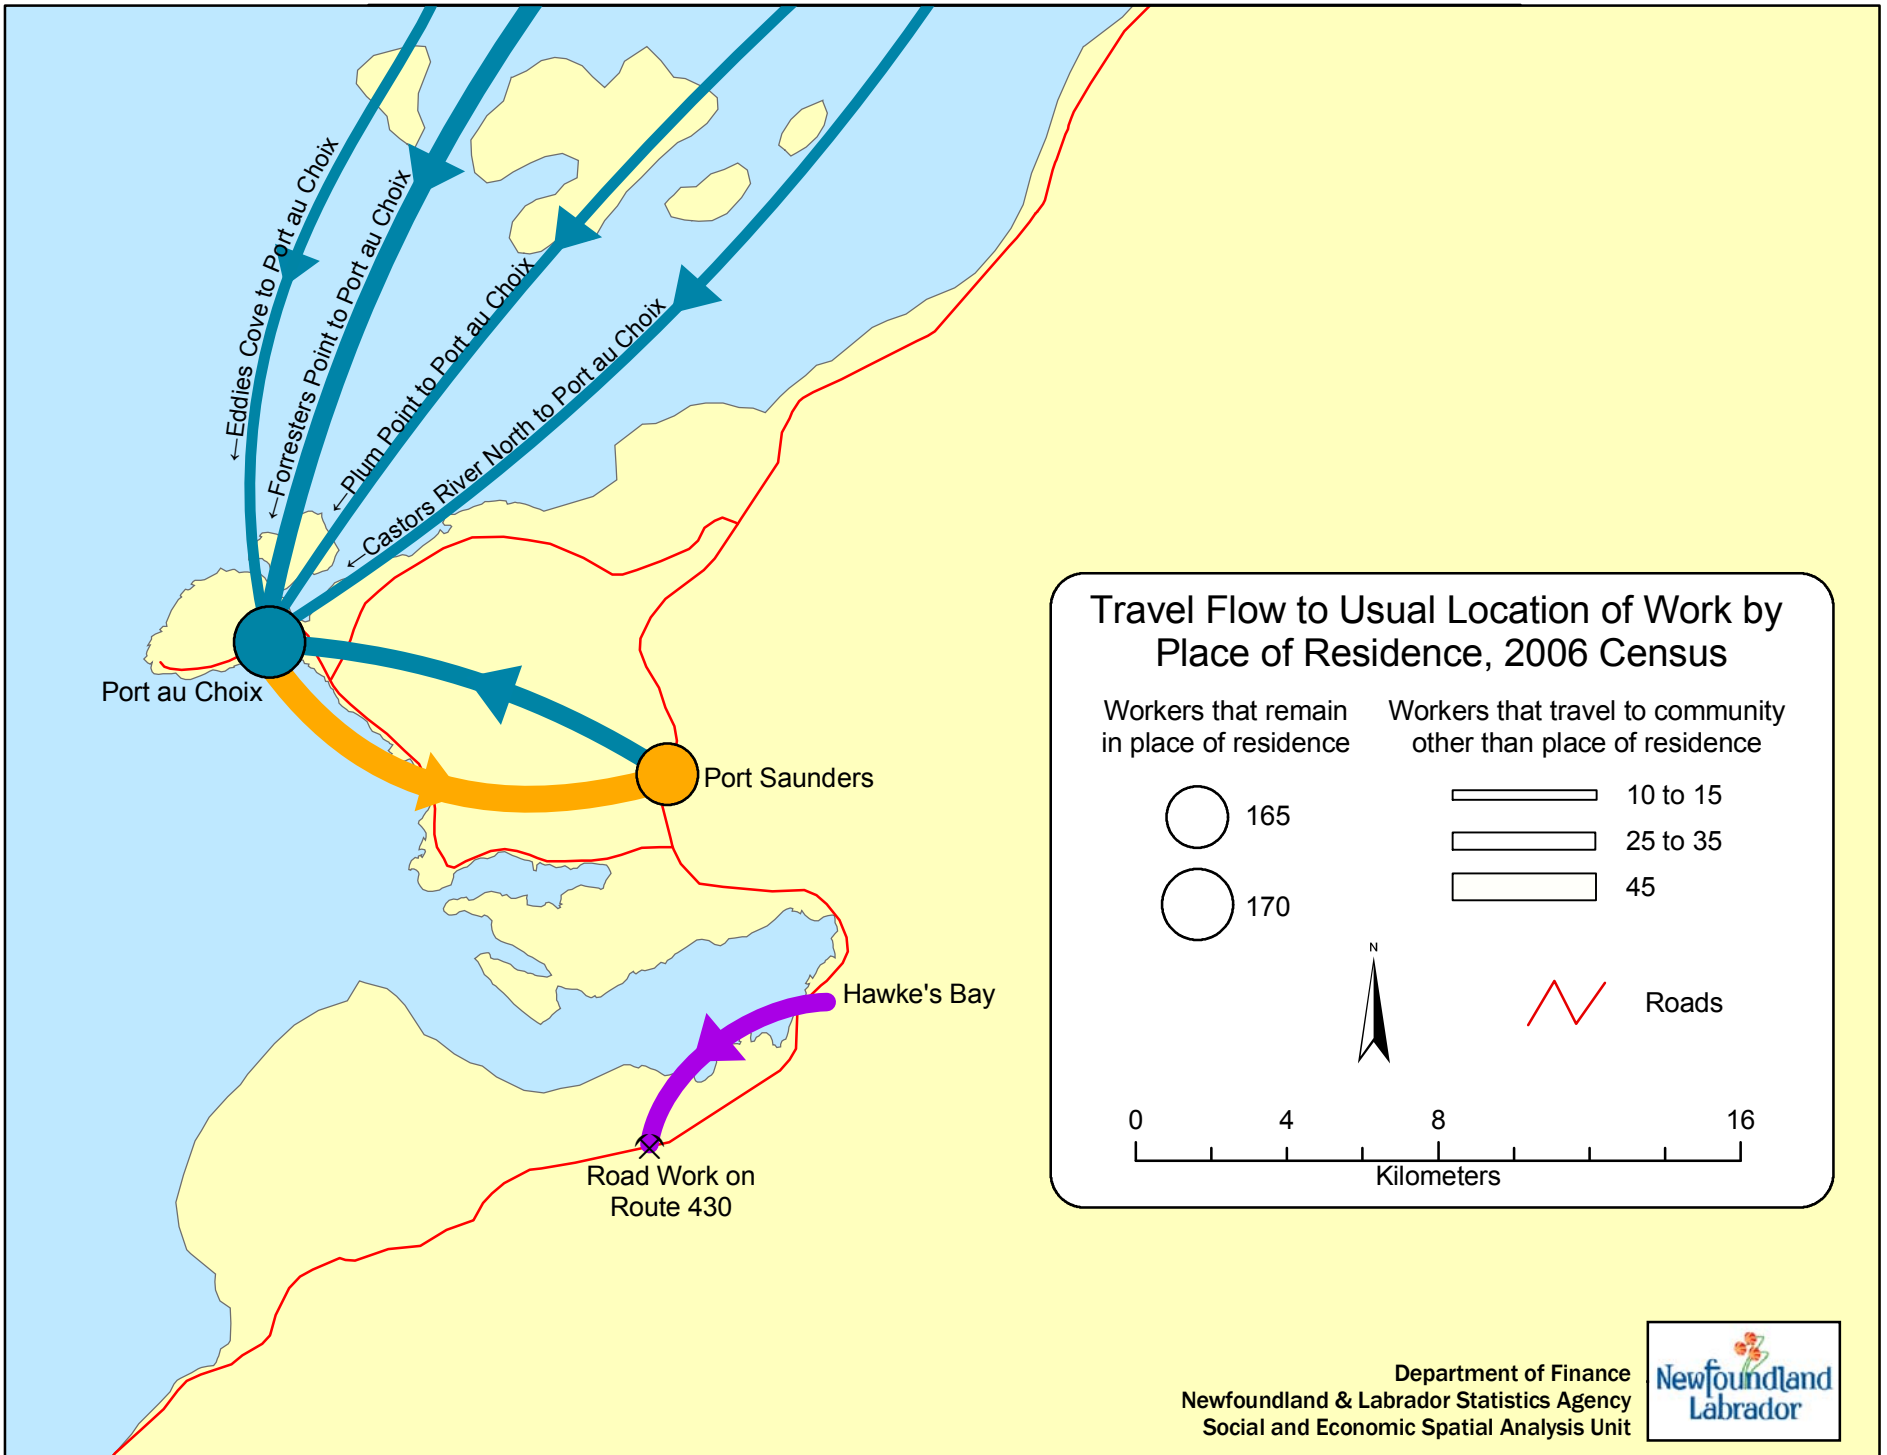 ←Eddies Cove to Port au Choix
←Forresters Point to Port au Choix
←Plum Point to Port au Choix
←Castors River North to Port au Choix
Port au Choix
Port Saunders
Hawke's Bay
Road Work on
Route 430
Travel Flow to Usual Location of Work by
Place of Residence, 2006 Census
Workers that remain
in place of residence
165
170
Workers that travel to community
other than place of residence
10 to 15
25 to 35
45
N
Roads
0 4 8 16
Kilometers
Department of Finance
Newfoundland & Labrador Statistics Agency
Social and Economic Spatial Analysis Unit
Newfoundland
Labrador